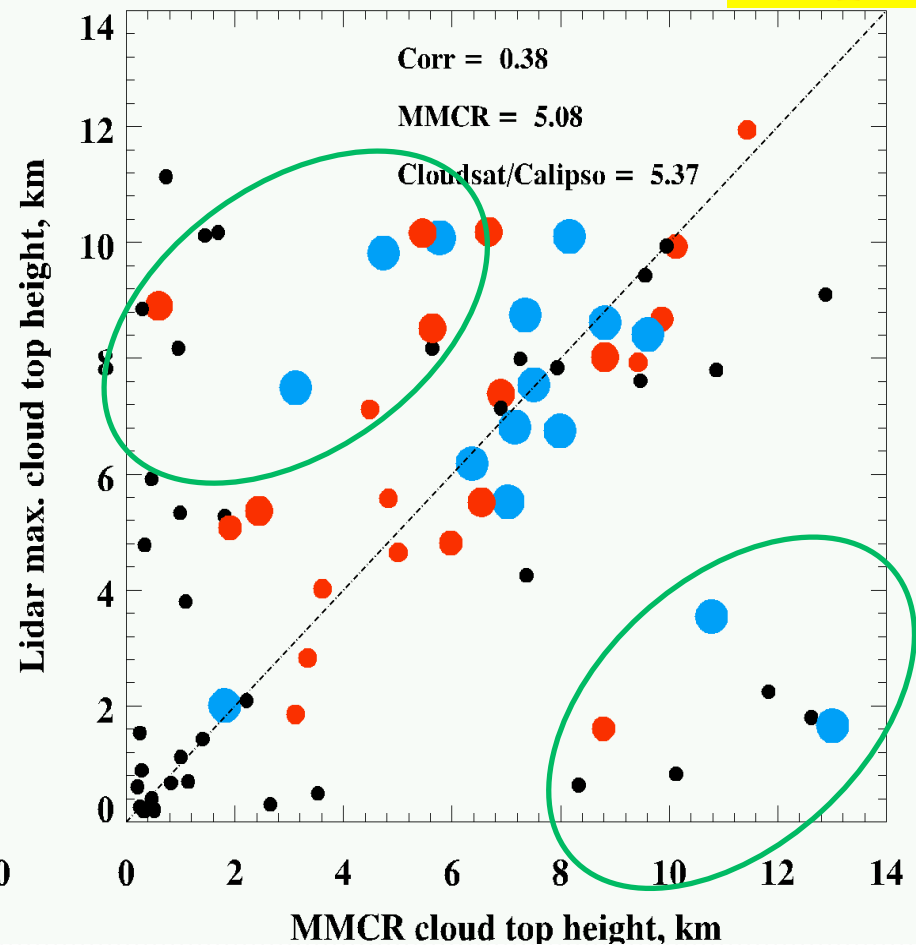 14
Corr = 0.38
MMCR = 5.08
12
Cloudsat/Calipso = 5.37
10
8
6
4
2
0
Lidar max. cloud top height, km
0
0 2 4 6 8 10 12 14
MMCR cloud top height, km